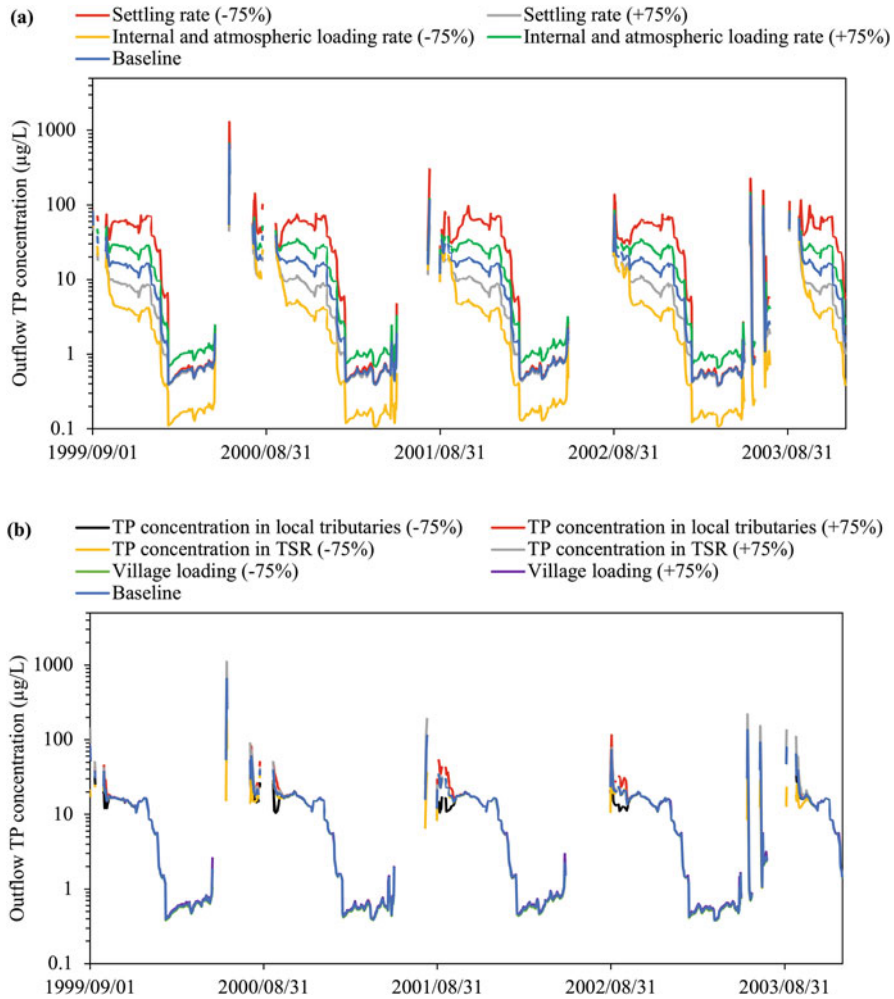 (a)
Settling rate (-75%)
Settling rate (+75%)
Internal and atmospheric loading rate (-75%)
Internal and atmospheric loading rate (+75%)
Baseline
Outflow TP concentration (µg/L)
1000
100
10
1
0.1
1999/09/01
2000/08/31
2001/08/31
2002/08/31
2003/08/31
(b)
TP concentration in local tributaries (-75%)
TP concentration in local tributaries (+75%)
TP concentration in TSR (-75%)
TP concentration in TSR (+75%)
Village loading (-75%)
Village loading (+75%)
Baseline
Outflow TP concentration (µg/L)
1000
100
10
1
0.1
1999/09/01
2000/08/31
2001/08/31
2002/08/31
2003/08/31